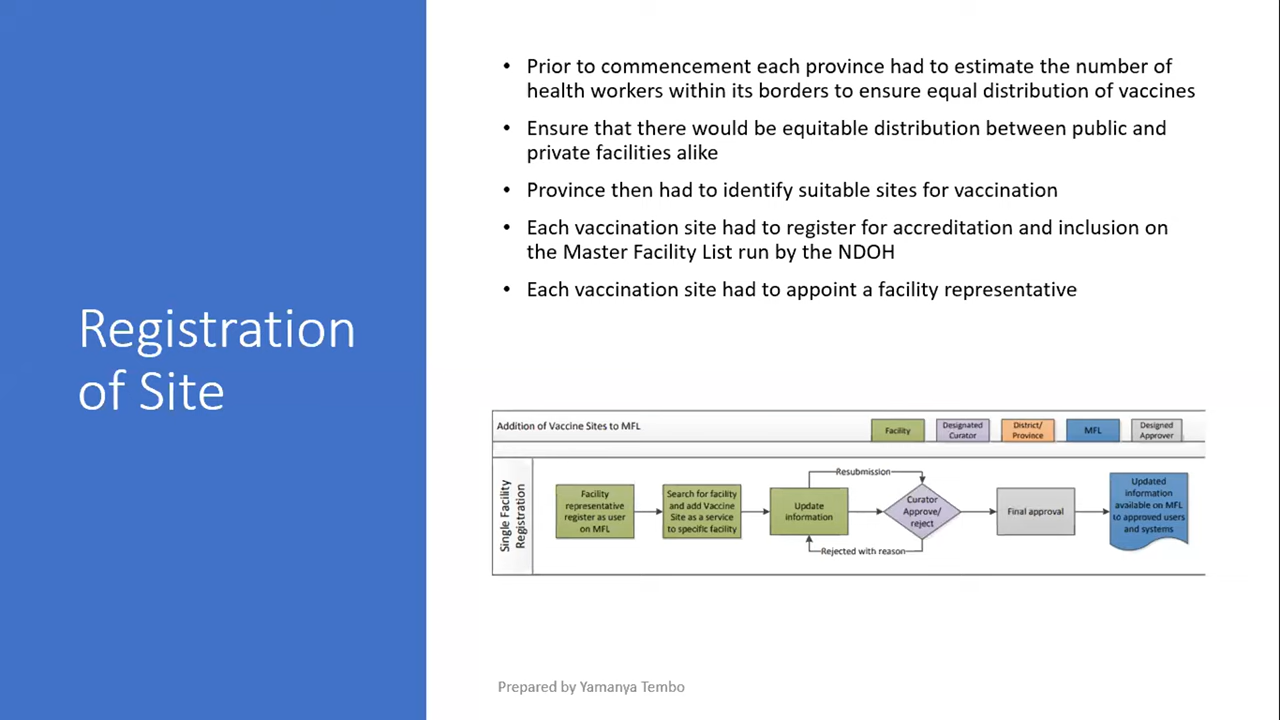 Registration
of Site
• Prior to commencement each province had to estimate the number of
health workers within its borders to ensure equal distribution of vaccines
• Ensure that there would be equitable distribution between public and
private facilities alike
• Province then had to identify suitable sites for vaccination
• Each vaccination site had to register for accreditation and inclusion on
the Master Facility List run by the NDOH
• Each vaccination site had to appoint a facility representative
Addition of Vaccine Sites to MFL
Facility
Designated
Curator
District/
Province
MFL
Designed
Approver
Single Facility
Registration
Facility
representative
register as user
on MFL
Search for facility
and add Vaccine
Site as a service
to specific facility
Update
information
Resubmission
Curator
Approve/
reject
Rejected with reason
Final approval
Updated
information
available on MFL
to approved users
and systems
Prepared by Yamanya Tembo